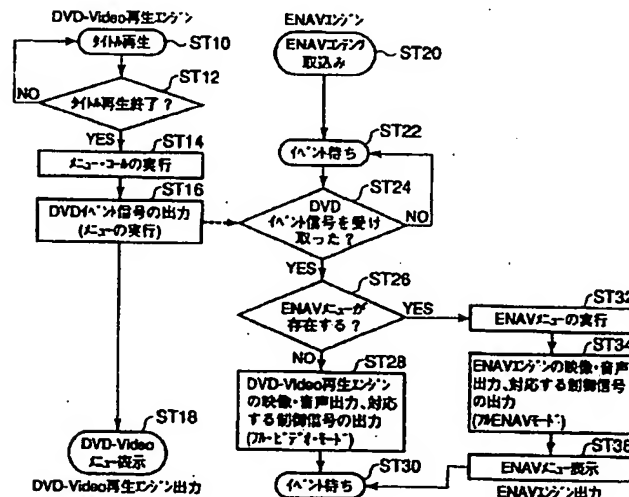 DVD-Video再生エンジン
タイトル再生
ST10
ST12
NO
タイトル再生終了？
YES
ST14
メニュー・コールの実行
ST16
DVDイベント信号の出力
(メニューの実行)
ST18
DVD-Video
メニュー表示
DVD-Video再生エンジン出力
ENAVエンジン
ENAVコンテンツ
取込み
ST20
ST22
イベント待ち
ST24
DVD
イベント信号を受け
取った？
NO
YES
ST26
ENAVメニューが
存在する？
YES
NO
ST28
DVD-Video再生エンジン
の映像・音声出力、対応
する制御信号の出力
(フル・ビデオ・モード)
ST30
イベント待ち
ST32
ENAVメニューの実行
ST34
ENAVエンジンの映像・音声
出力、対応する制御信号
の出力
(フルENAVモード)
ST36
ENAVメニュー表示
ENAVエンジン出力